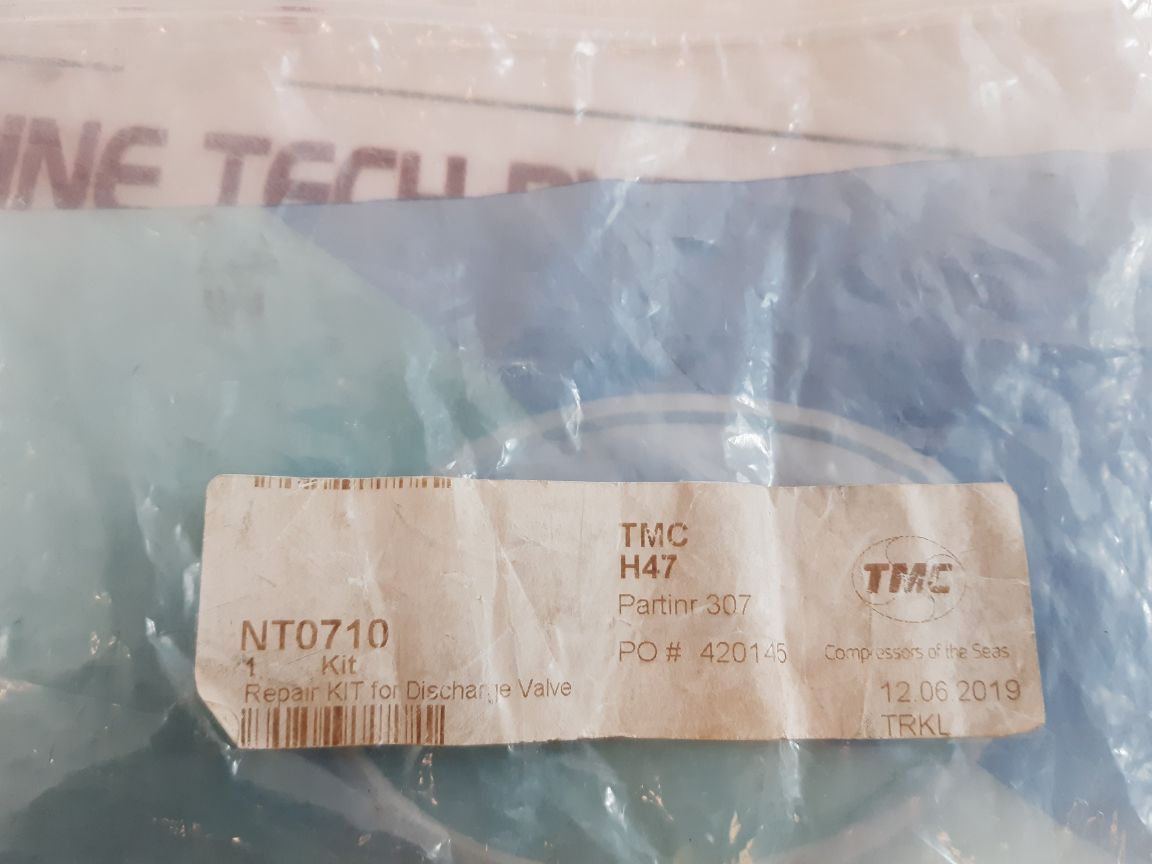 TECH
TMC
H47
Partinr 307
TMC
NT0710
PO # 420145
Compressors of the Seas
1 Kit
Repair KIT for Discharge Valve
12.06.2019
TRKL